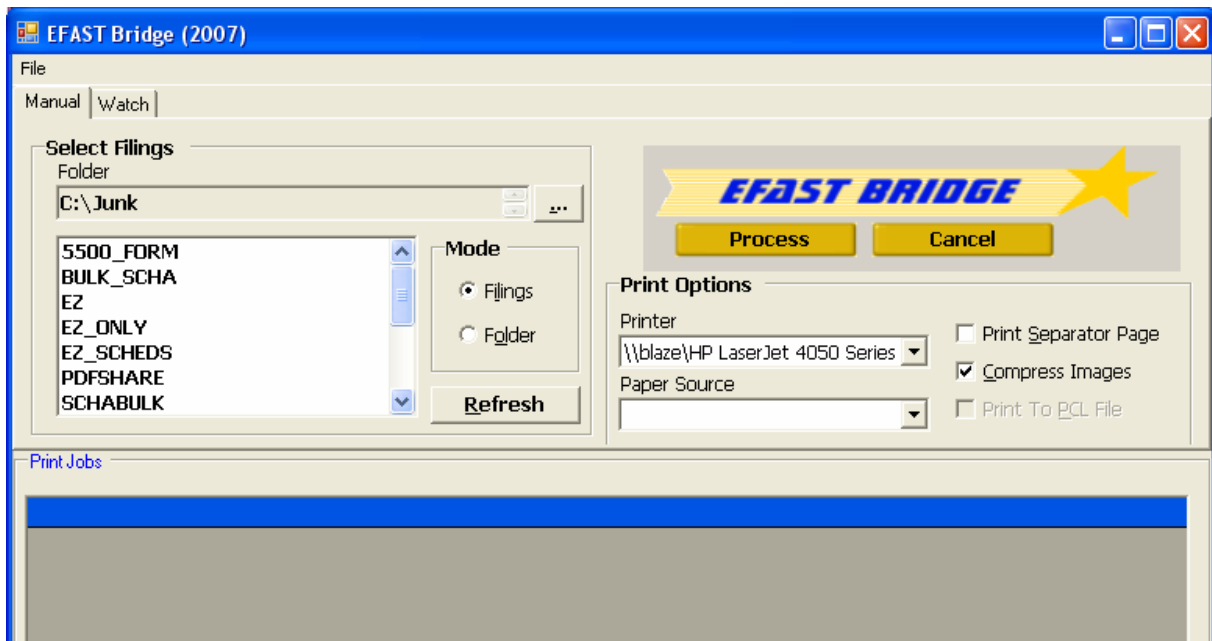 EFAST Bridge (2007)
File
Manual Watch
Select Filings
Folder
C:\Junk
...
5500_FORM
BULK_SCHA
EZ
EZ_ONLY
EZ_SCHEDS
PDFSHARE
SCHABULK
Mode
Filings
Folder
Refresh
EFAST BRIDGE
Process Cancel
Print Options
Printer
\\blaze\HP LaserJet 4050 Series
Paper Source
Print Separator Page
Compress Images
Print To PCL File
Print Jobs